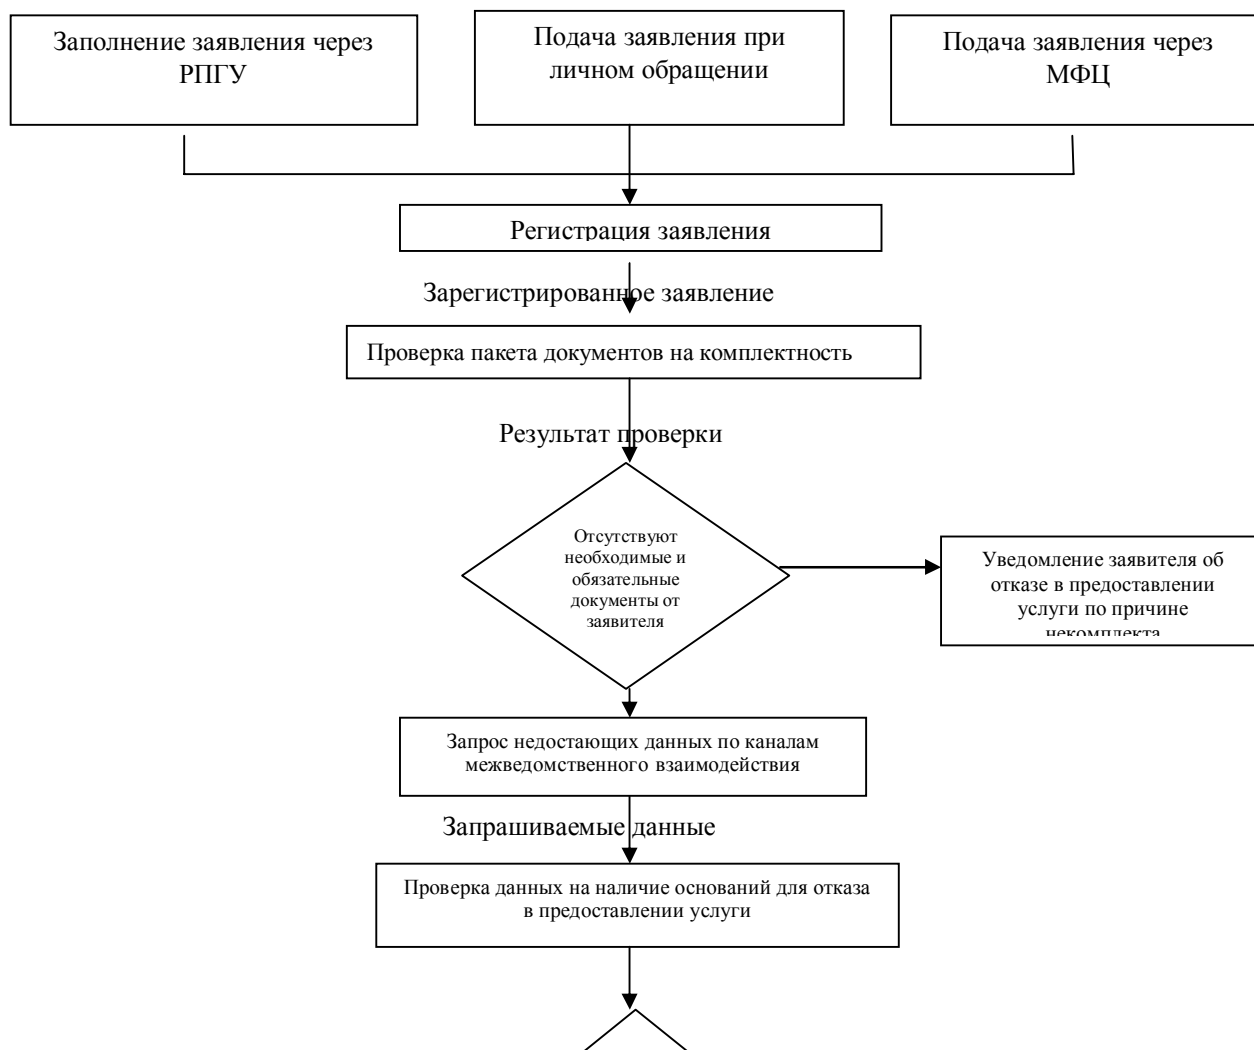 Заполнение заявления через
РПГУ
Подача заявления при
личном обращении
Подача заявления через
МФЦ
Регистрация заявления
Зарегистрированное заявление
Проверка пакета документов на комплектность
Результат проверки
Отсутствуют
необходимые и
обязательные
документы от
заявителя
Уведомление заявителя об
отказе в предоставлении
услуги по причине
некомплекта
Запрос недостающих данных по каналам
межведомственного взаимодействия
Запрашиваемые данные
Проверка данных на наличие оснований для отказа
в предоставлении услуги